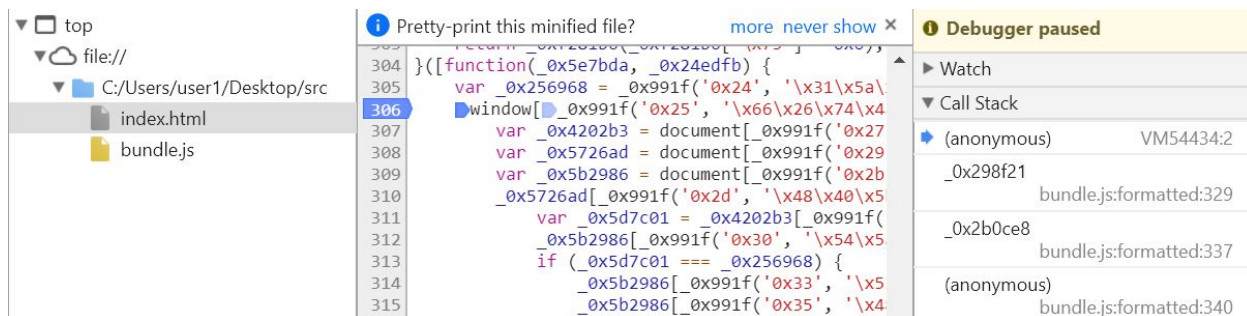 top
file://
C:/Users/user1/Desktop/src
index.html
bundle.js
Pretty-print this minified file? more never show ×
304 }([function(_0x5e7bda, _0x24edfb) {
305 var _0x256968 = _0x991f('0x24', '\x31\x5a\
306 window[ _0x991f('0x25', '\x66\x26\x74\x4
307 var _0x4202b3 = document[_0x991f('0x27
308 var _0x5726ad = document[_0x991f('0x29
309 var _0x5b2986 = document[_0x991f('0x2b
310 _0x5726ad[_0x991f('0x2d', '\x48\x40\x5
311 var _0x5d7c01 = _0x4202b3[_0x991f(
312 _0x5b2986[_0x991f('0x30', '\x54\x5
313 if (_0x5d7c01 === _0x256968) {
314 _0x5b2986[_0x991f('0x33', '\x5
315 _0x5b2986[_0x991f('0x35', '\x4
Debugger paused
Watch
Call Stack
(anonymous) VM54434:2
_0x298f21
bundle.js:formatted:329
_0x2b0ce8
bundle.js:formatted:337
(anonymous)
bundle.js:formatted:340